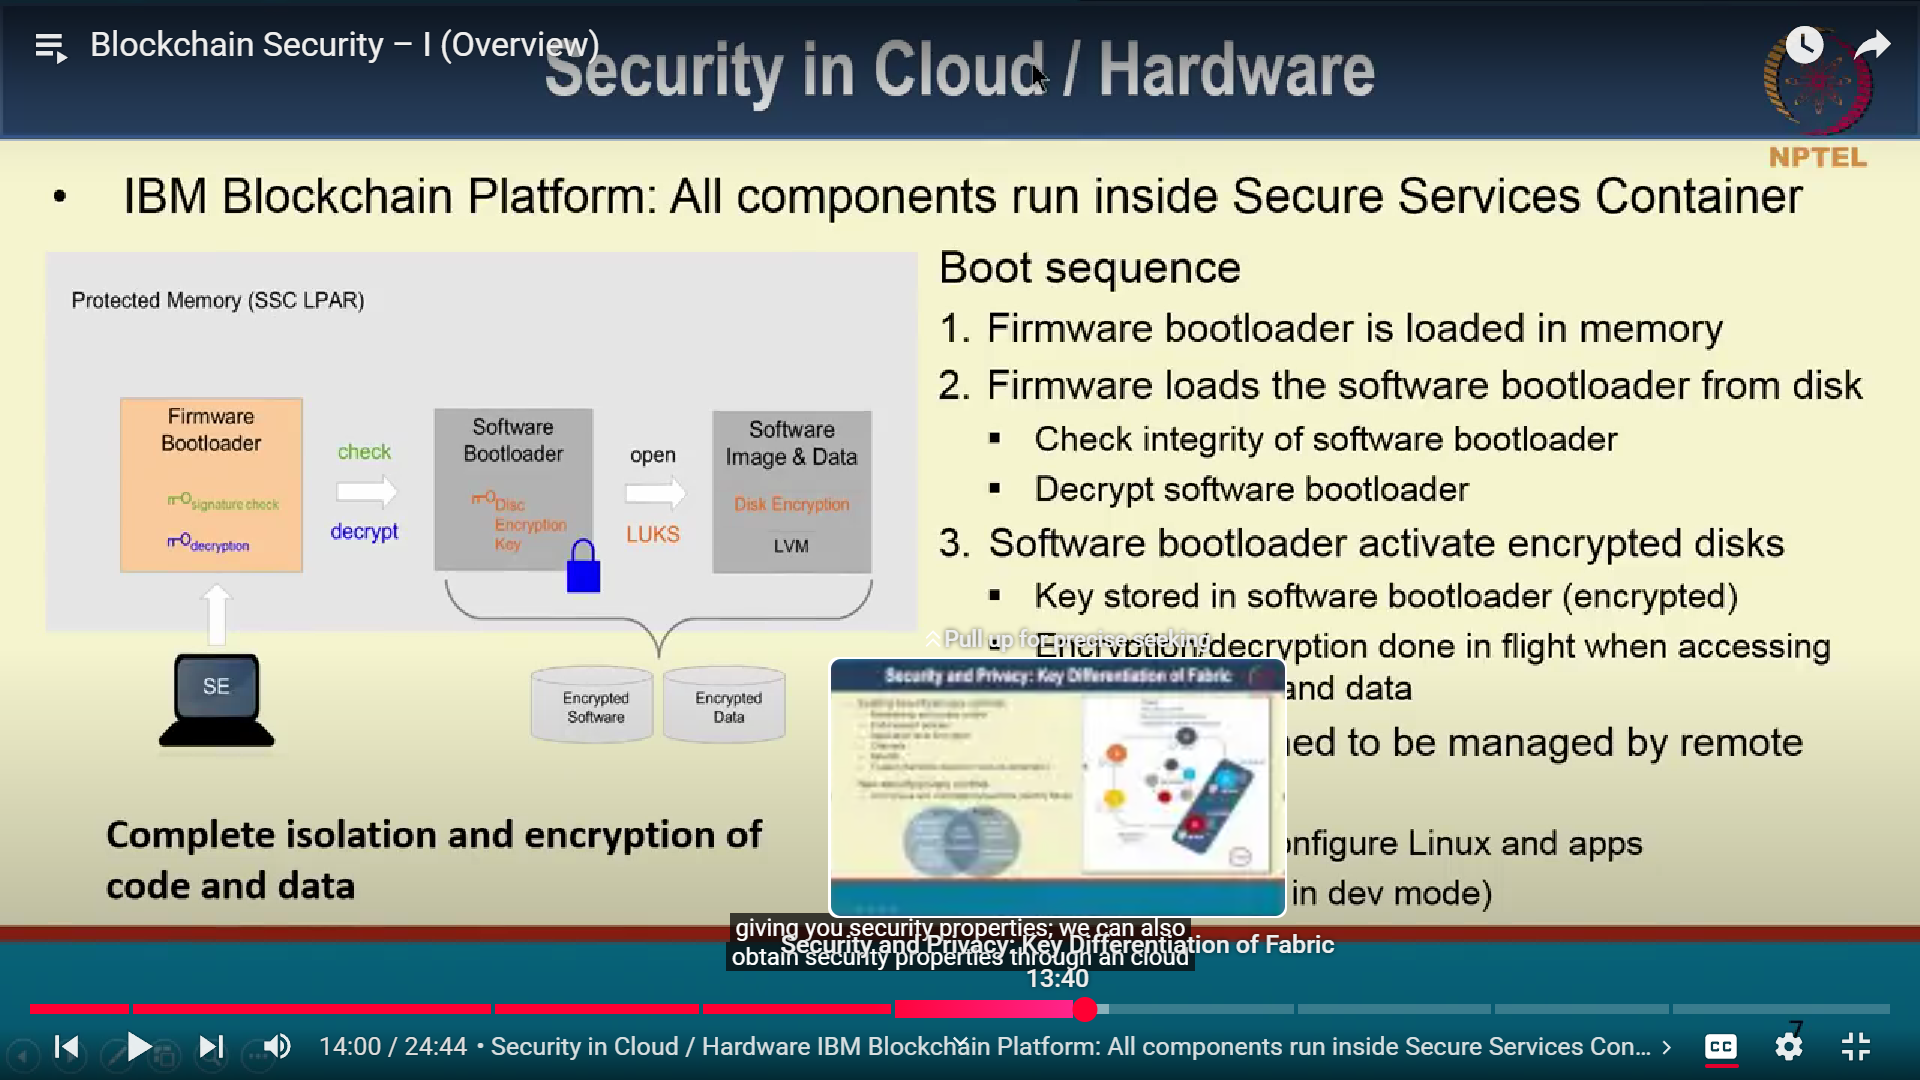 Blockchain Security – I (Overview)
Security in Cloud / Hardware
NPTEL
• IBM Blockchain Platform: All components run inside Secure Services Container
Protected Memory (SSC LPAR)
Firmware
Bootloader
signature check
decryption
check
decrypt
Software
Bootloader
Disc
Encryption
Key
open
LUKS
Software
Image & Data
Disk Encryption
LVM
SE
Encrypted
Software
Encrypted
Data
Complete isolation and encryption of
code and data
Boot sequence
1. Firmware bootloader is loaded in memory
2. Firmware loads the software bootloader from disk
▪ Check integrity of software bootloader
▪ Decrypt software bootloader
3. Software bootloader activate encrypted disks
▪ Key stored in software bootloader (encrypted)
▪ Encryption/decryption done in flight when accessing
and data
to be managed by remote
Linux and apps
in dev mode)
Pull up for precise seeking
Security and Privacy: Key Differentiation of Fabric
giving you security properties; we can also
obtain security properties through an cloud
Security and Privacy: Key Differentiation of Fabric
13:40
7
14:00 / 24:44 • Security in Cloud / Hardware IBM Blockchain Platform: All components run inside Secure Services Con...
CC